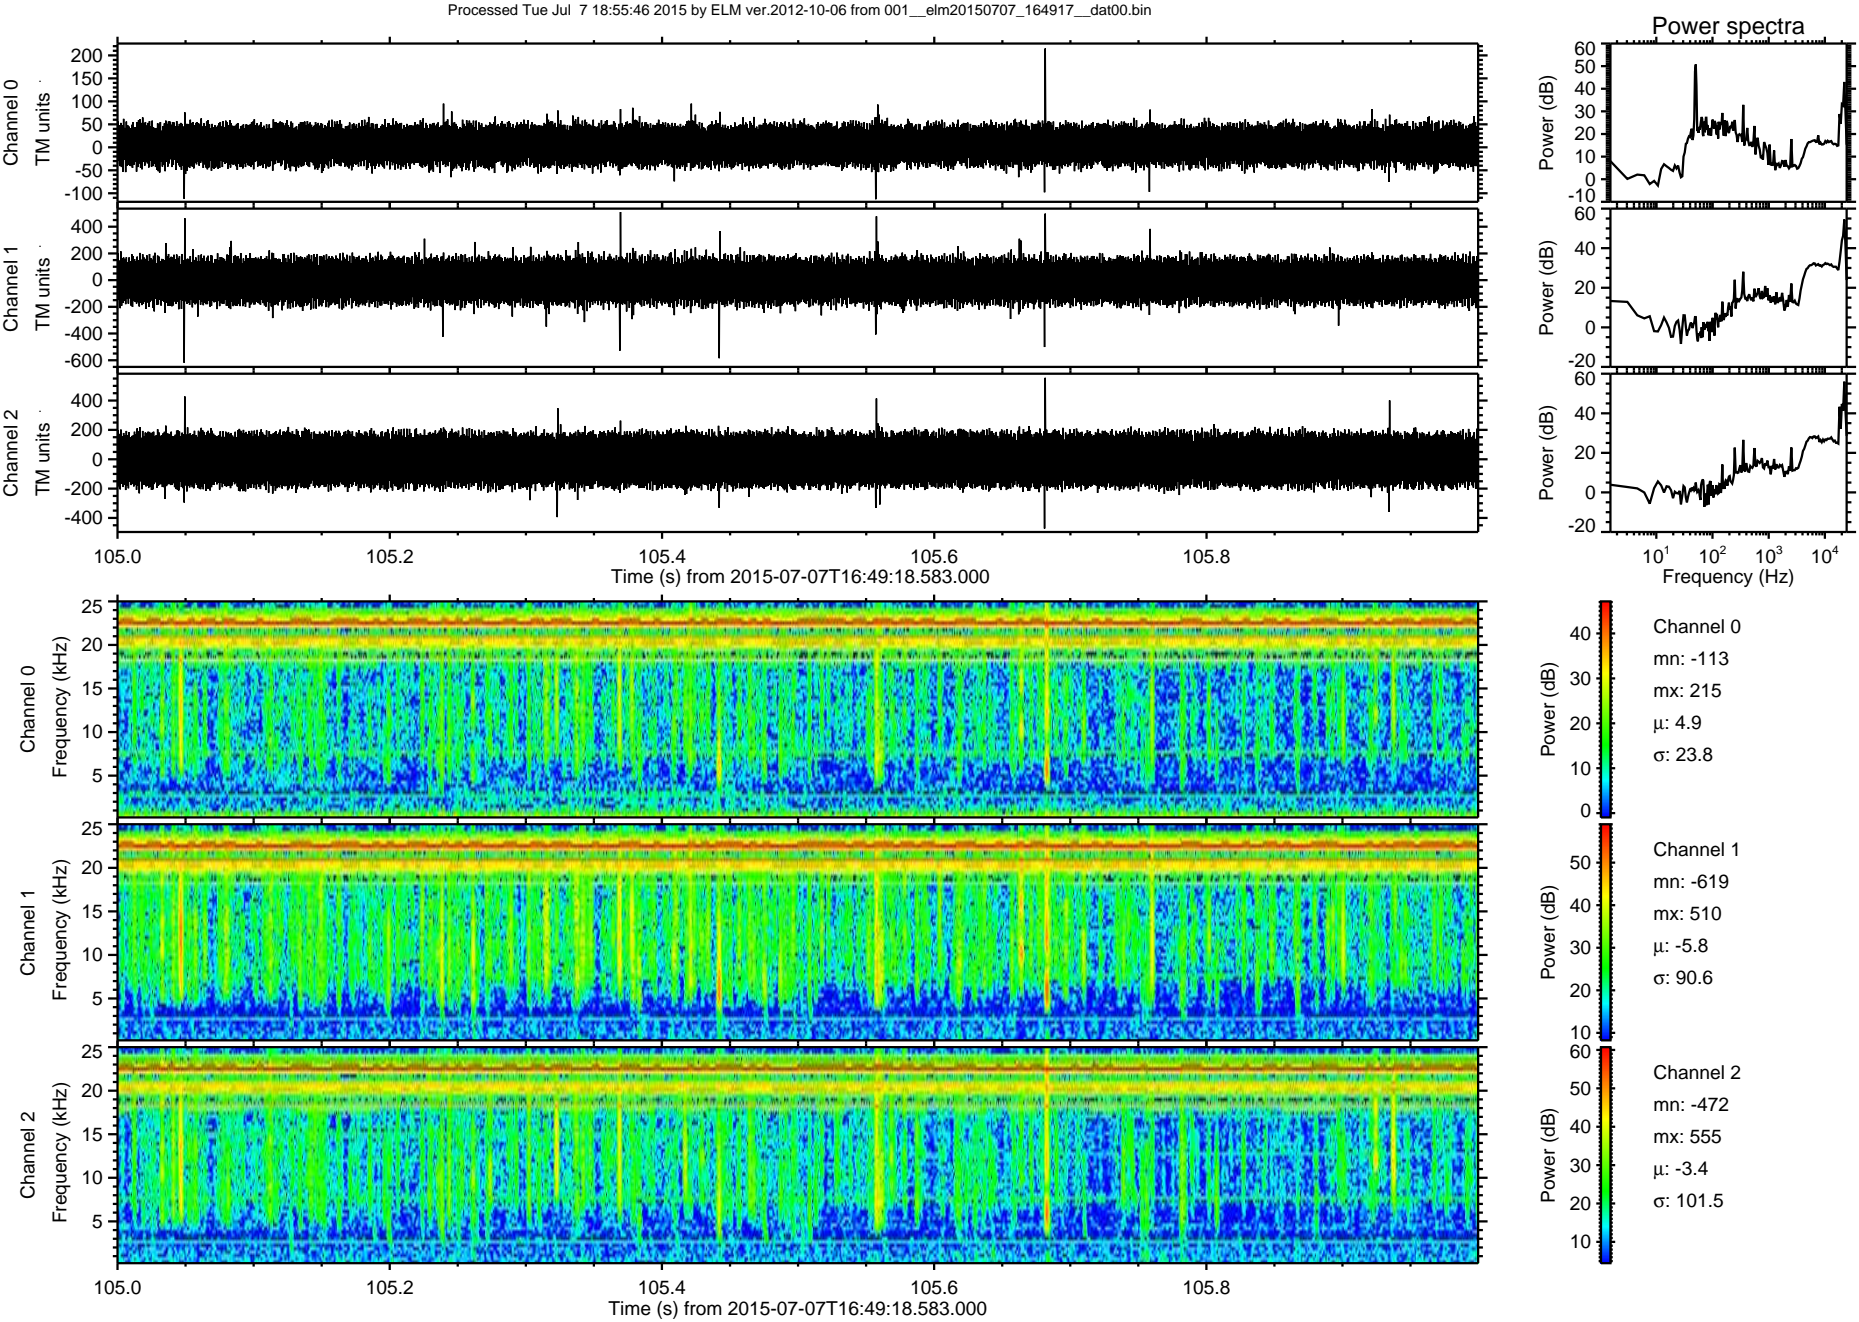 Processed Tue Jul  7 18:55:46 2015 by ELM ver.2012-10-06 from 001__elm20150707_164917__dat00.bin
Power spectra
Channel 0
TM units
200
150
100
50
0
-50
-100
Power (dB)
60
50
40
30
20
10
0
-10
Channel 1
TM units
400
200
0
-200
-400
-600
Power (dB)
60
40
20
0
-20
Channel 2
TM units
400
200
0
-200
-400
Power (dB)
60
40
20
0
-20
105.0 105.2 105.4 105.6 105.8
Time (s) from 2015-07-07T16:49:18.583.000
10^1 10^2 10^3 10^4
Frequency (Hz)
Channel 0
Frequency (kHz)
25
20
15
10
5
Power (dB)
40
30
20
10
0
Channel 0
mn: -113
mx: 215
μ: 4.9
σ: 23.8
Channel 1
Frequency (kHz)
25
20
15
10
5
Power (dB)
50
40
30
20
10
Channel 1
mn: -619
mx: 510
μ: -5.8
σ: 90.6
Channel 2
Frequency (kHz)
25
20
15
10
5
Power (dB)
60
50
40
30
20
10
Channel 2
mn: -472
mx: 555
μ: -3.4
σ: 101.5
105.0 105.2 105.4 105.6 105.8
Time (s) from 2015-07-07T16:49:18.583.000